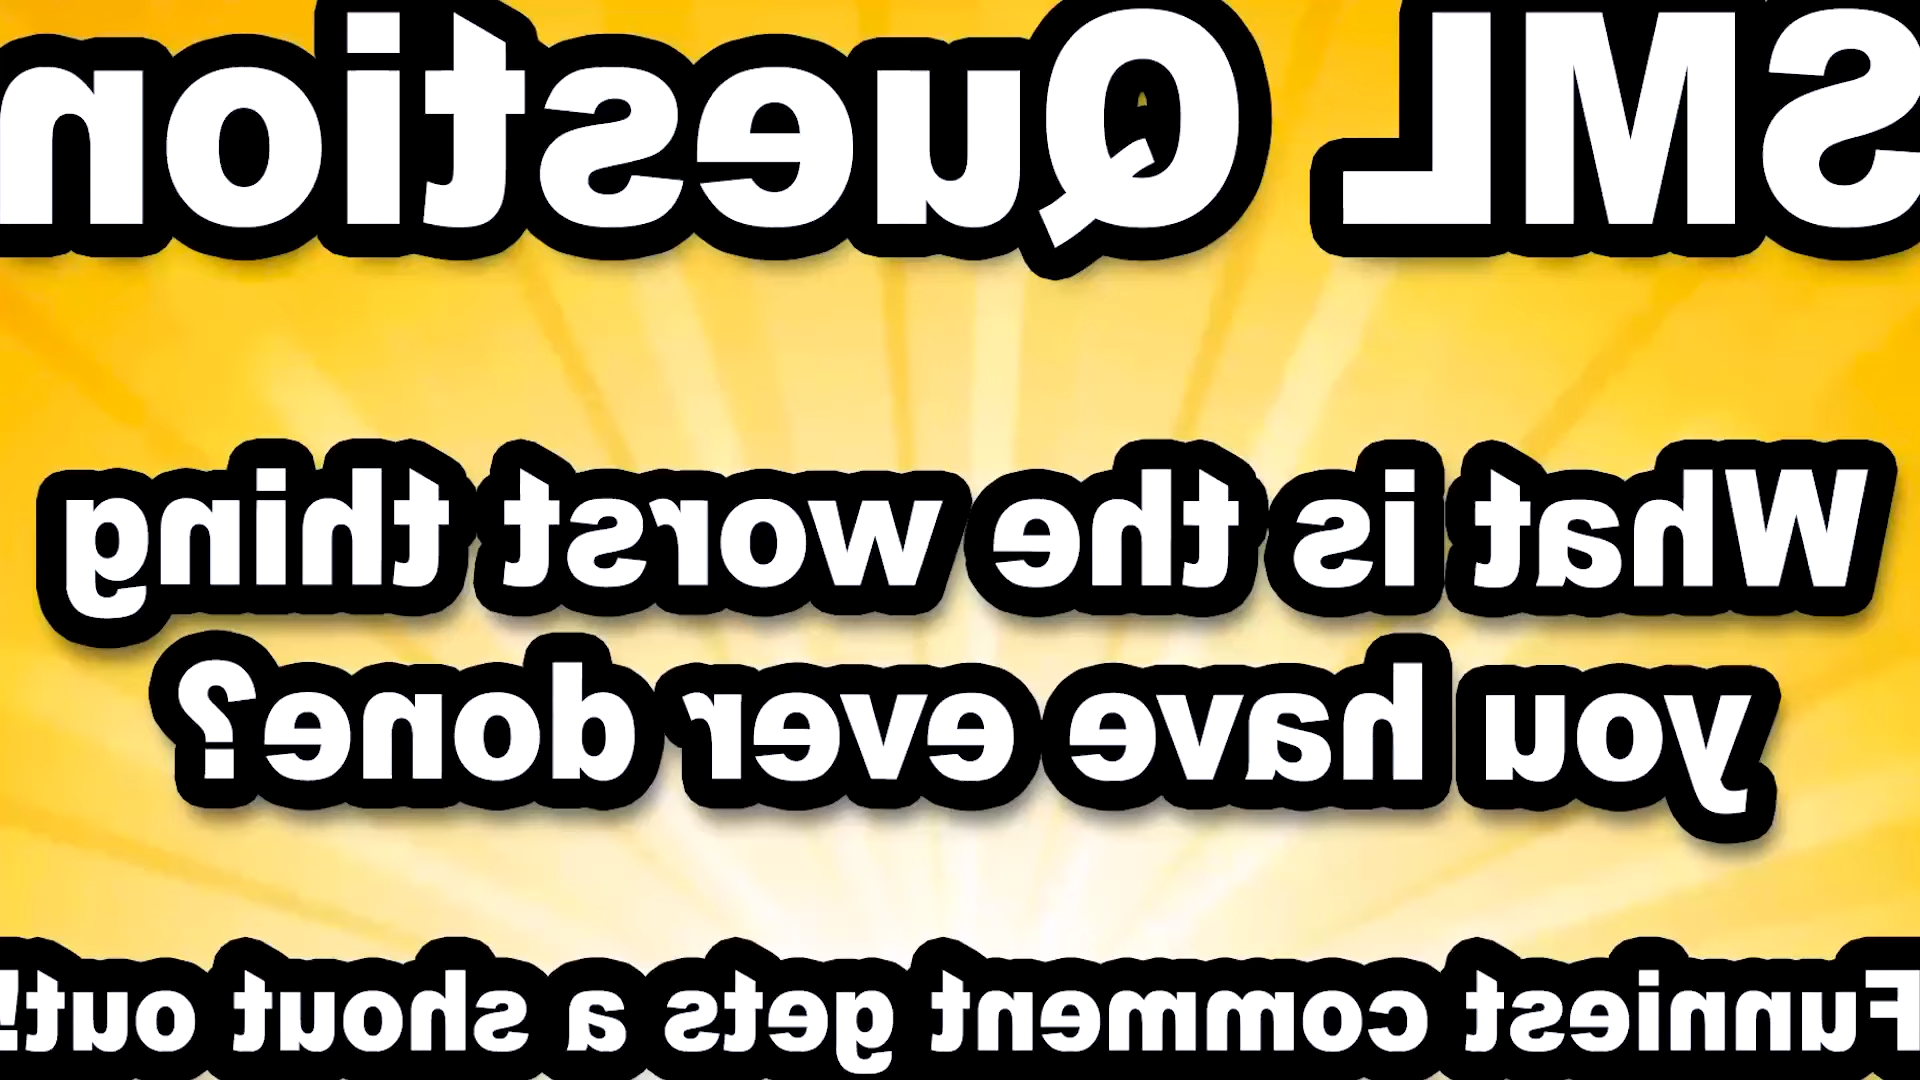 SML Question
What is the worst thing
you have ever done?
Funniest comment gets a shout out!